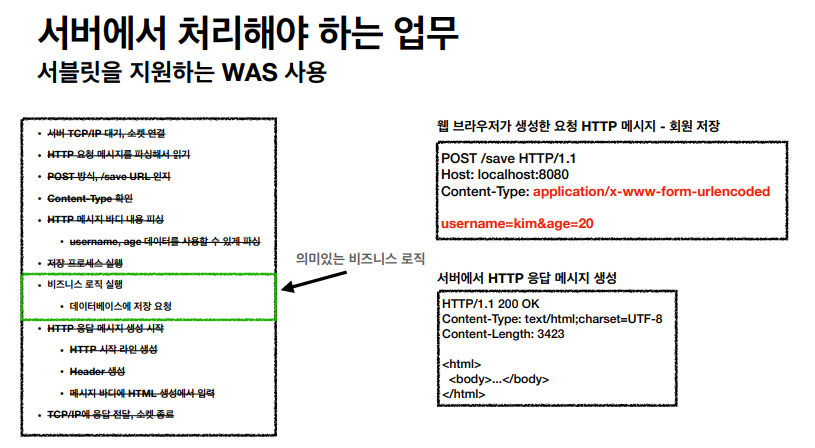 서버에서 처리해야 하는 업무
서블릿을 지원하는 WAS 사용
• 서버 TCP/IP 대기, 소켓 연결
• HTTP 요청 메시지를 파싱해서 읽기
• POST 방식, /save URL 인지
• Content-Type 확인
• HTTP 메시지 바디 내용 파싱
• username, age 데이터를 사용할 수 있게 파싱
• 저장 프로세스 실행
• 비즈니스 로직 실행
• 데이터베이스에 저장 요청
• HTTP 응답 메시지 생성 시작
• HTTP 시작 라인 생성
• Header 생성
• 메시지 바디에 HTML 생성에서 입력
• TCP/IP에 응답 전달, 소켓 종료
의미있는 비즈니스 로직
웹 브라우저가 생성한 요청 HTTP 메시지 - 회원 저장
POST /save HTTP/1.1
Host: localhost:8080
Content-Type: application/x-www-form-urlencoded
username=kim&age=20
서버에서 HTTP 응답 메시지 생성
HTTP/1.1 200 OK
Content-Type: text/html;charset=UTF-8
Content-Length: 3423
<html>
<body>...</body>
</html>